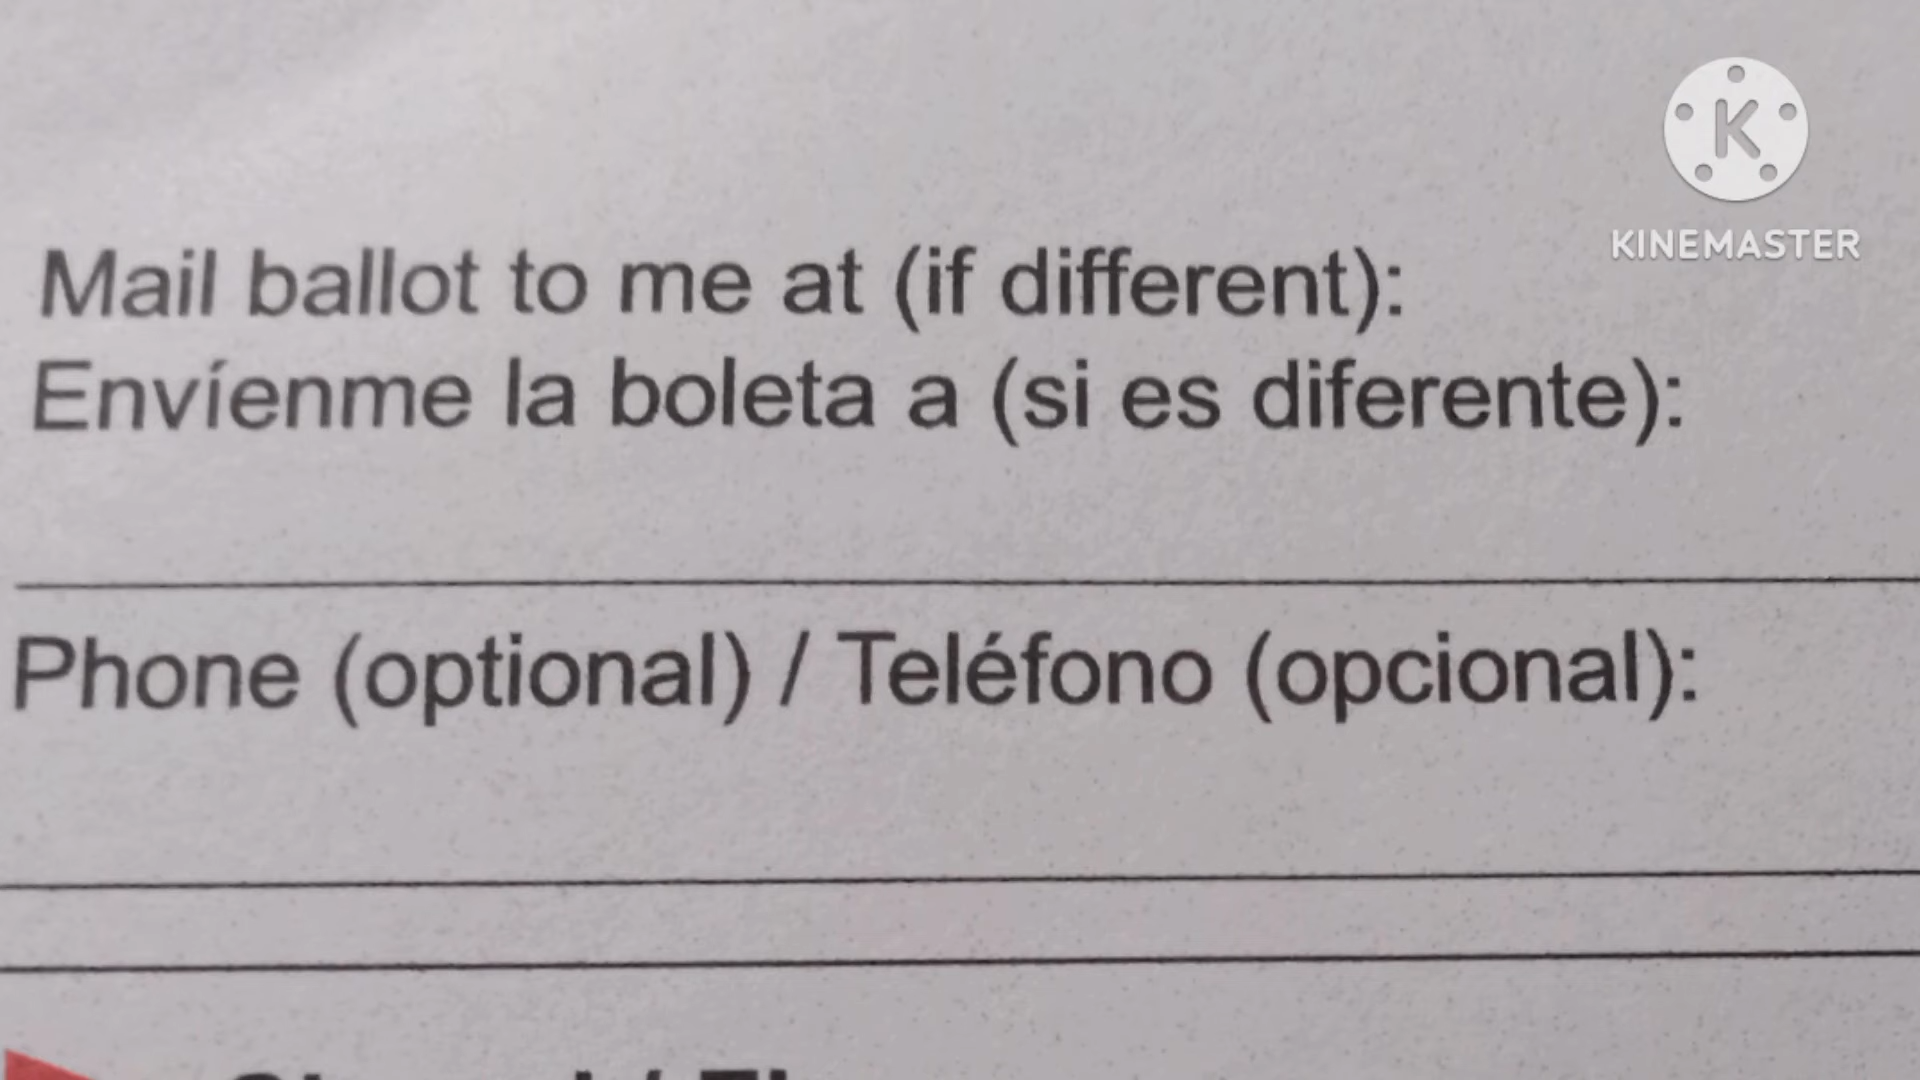 K
KINEMASTER
Mail ballot to me at (if different):
Envíenme la boleta a (si es diferente):
Phone (optional) / Teléfono (opcional):